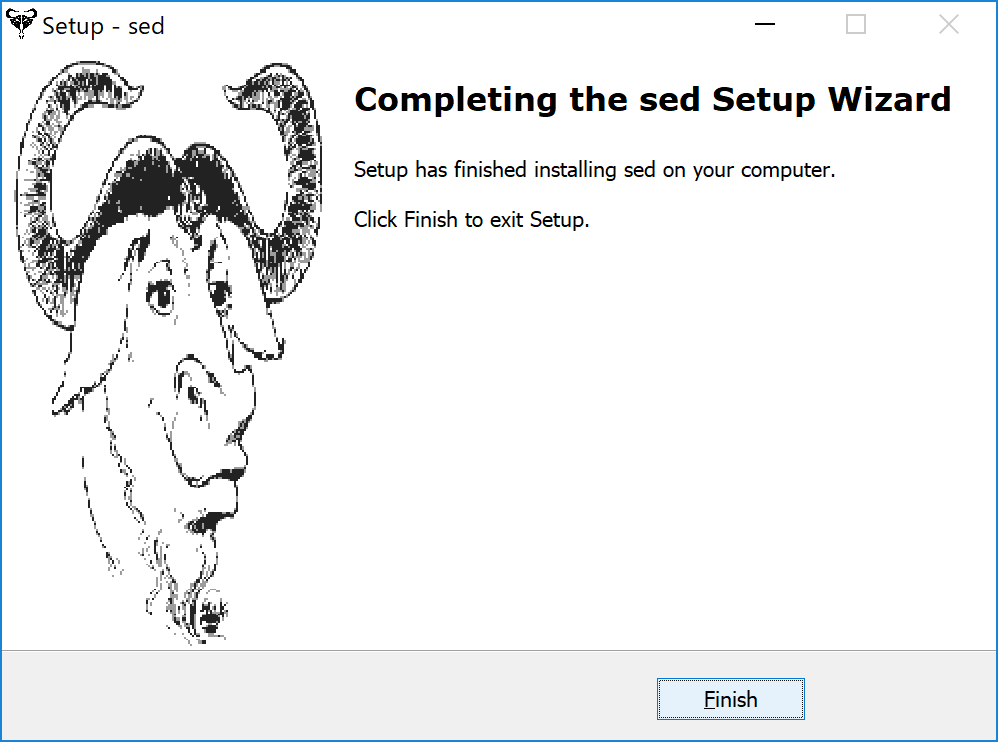 Setup - sed
Completing the sed Setup Wizard
Setup has finished installing sed on your computer.
Click Finish to exit Setup.
Finish